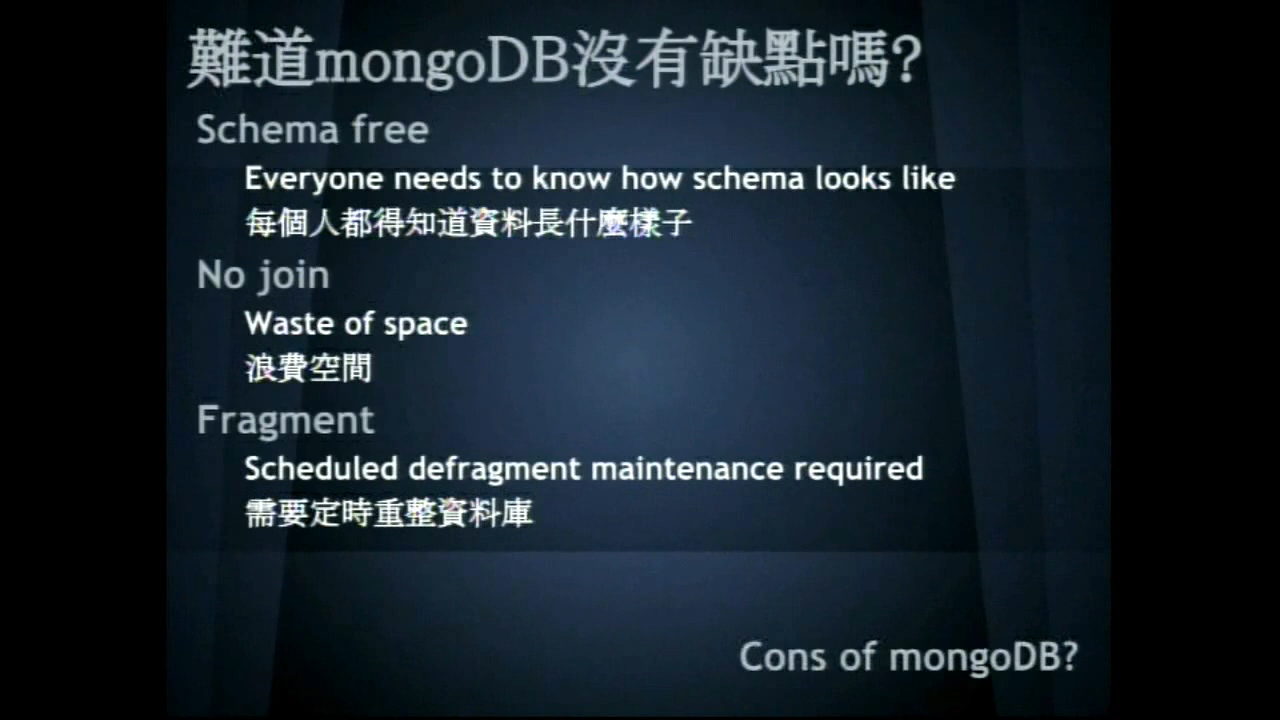 難道mongoDB沒有缺點嗎?
Schema free
Everyone needs to know how schema looks like
每個人都得知道資料長什麼樣子
No join
Waste of space
浪費空間
Fragment
Scheduled defragment maintenance required
需要定時重整資料庫
Cons of mongoDB?